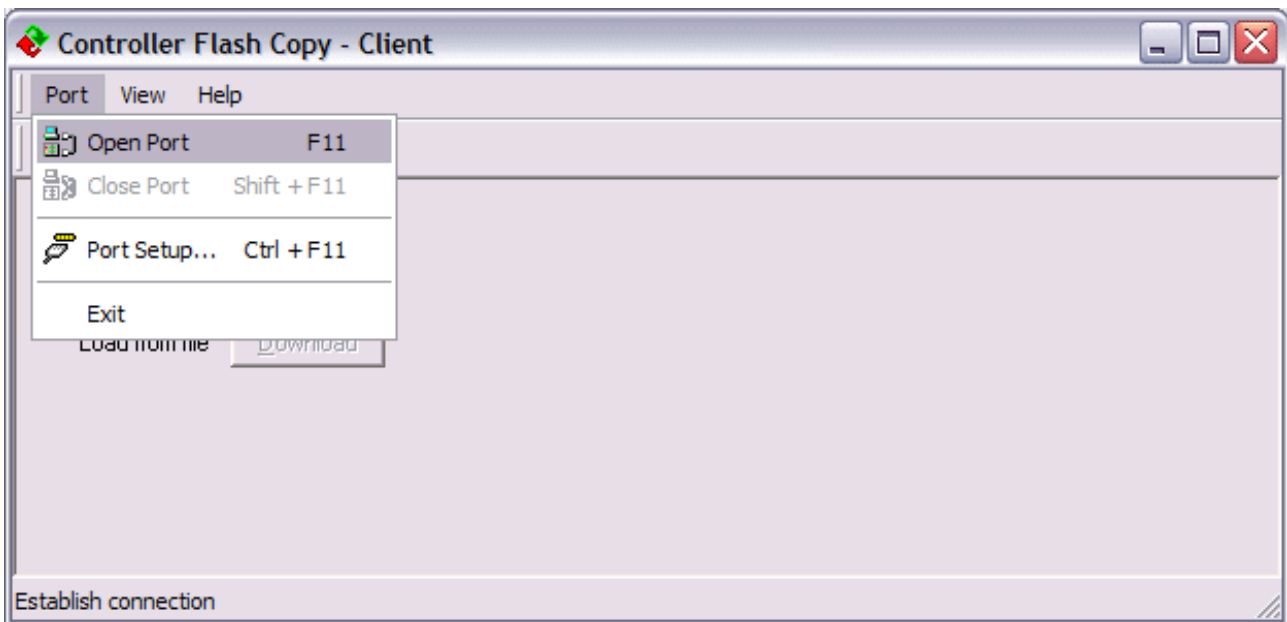 Controller Flash Copy - Client
Port View Help
Open Port F11
Close Port Shift + F11
Port Setup... Ctrl + F11
Exit
Load from file Download
Establish connection